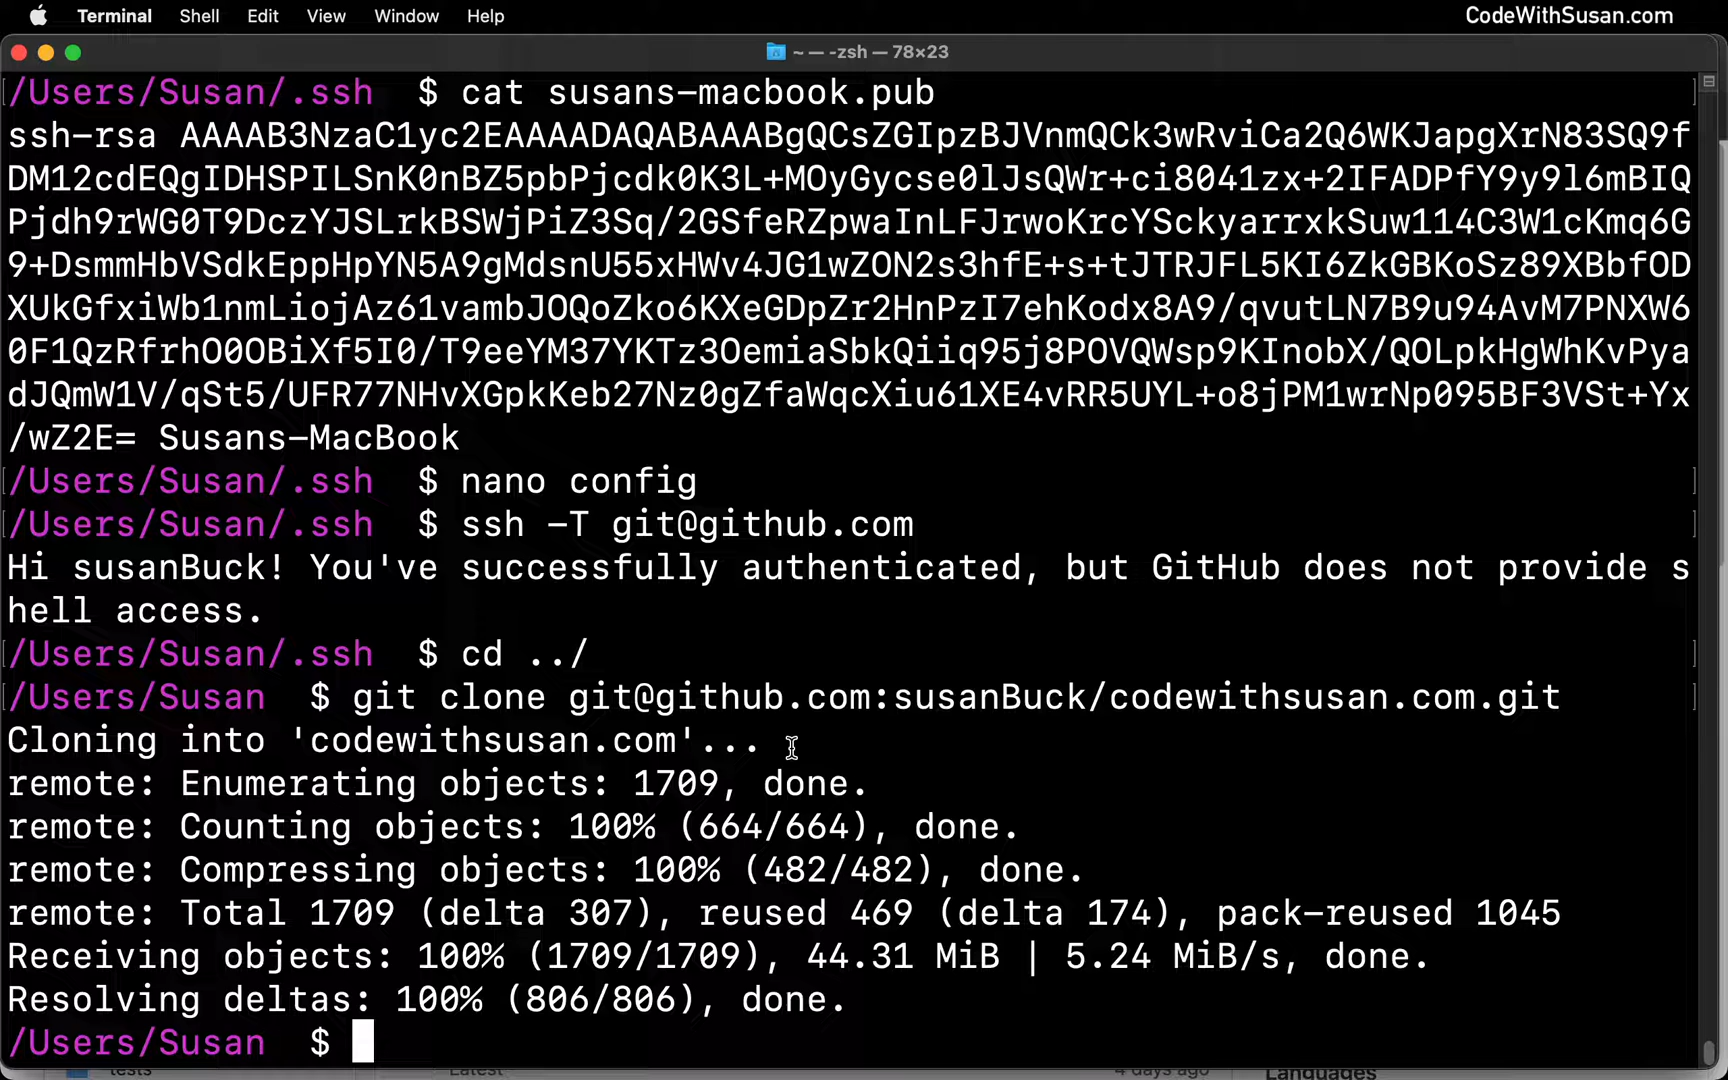 Terminal Shell Edit View Window Help CodeWithSusan.com
~ — -zsh — 78×23
/Users/Susan/.ssh $ cat susans-macbook.pub
ssh-rsa AAAAB3NzaC1yc2EAAAADAQABAAABgQCsZGIpzBJVnmQCk3wRviCa2Q6WKJapgXrN83SQ9f
DM12cdEQgIDHSPILSnK0nBZ5pbPjcdk0K3L+MOyGycse0lJsQWr+ci8041zx+2IFADPfY9y9l6mBIQ
Pjdh9rWG0T9DczYJSLrkBSWjPiZ3Sq/2GSfeRZpwaInLFJrwoKrcYSckyarrxkSuw114C3W1cKmq6G
9+DsmmHbVSdkEppHpYN5A9gMdsnU55xHWv4JG1wZON2s3hfE+s+tJTRJFL5KI6ZkGBKoSz89XBbfOD
XUkGfxiWb1nmLiojAz61vambJOQoZko6KXeGDpZr2HnPzI7ehKodx8A9/qvutLN7B9u94AvM7PNXW6
0F1QzRfrhO0OBiXf5I0/T9eeYM37YKTz3OemiaSbkQiiq95j8POVQWsp9KInobX/QOLpkHgWhKvPya
dJQmW1V/qSt5/UFR77NHvXGpkKeb27Nz0gZfaWqcXiu61XE4vRR5UYL+o8jPM1wrNp095BF3VSt+Yx
/wZ2E= Susans-MacBook
/Users/Susan/.ssh $ nano config
/Users/Susan/.ssh $ ssh -T git@github.com
Hi susanBuck! You've successfully authenticated, but GitHub does not provide s
hell access.
/Users/Susan/.ssh $ cd ../
/Users/Susan $ git clone git@github.com:susanBuck/codewithsusan.com.git
Cloning into 'codewithsusan.com'...
remote: Enumerating objects: 1709, done.
remote: Counting objects: 100% (664/664), done.
remote: Compressing objects: 100% (482/482), done.
remote: Total 1709 (delta 307), reused 469 (delta 174), pack-reused 1045
Receiving objects: 100% (1709/1709), 44.31 MiB | 5.24 MiB/s, done.
Resolving deltas: 100% (806/806), done.
/Users/Susan $
tests Latest 4 days ago Languages